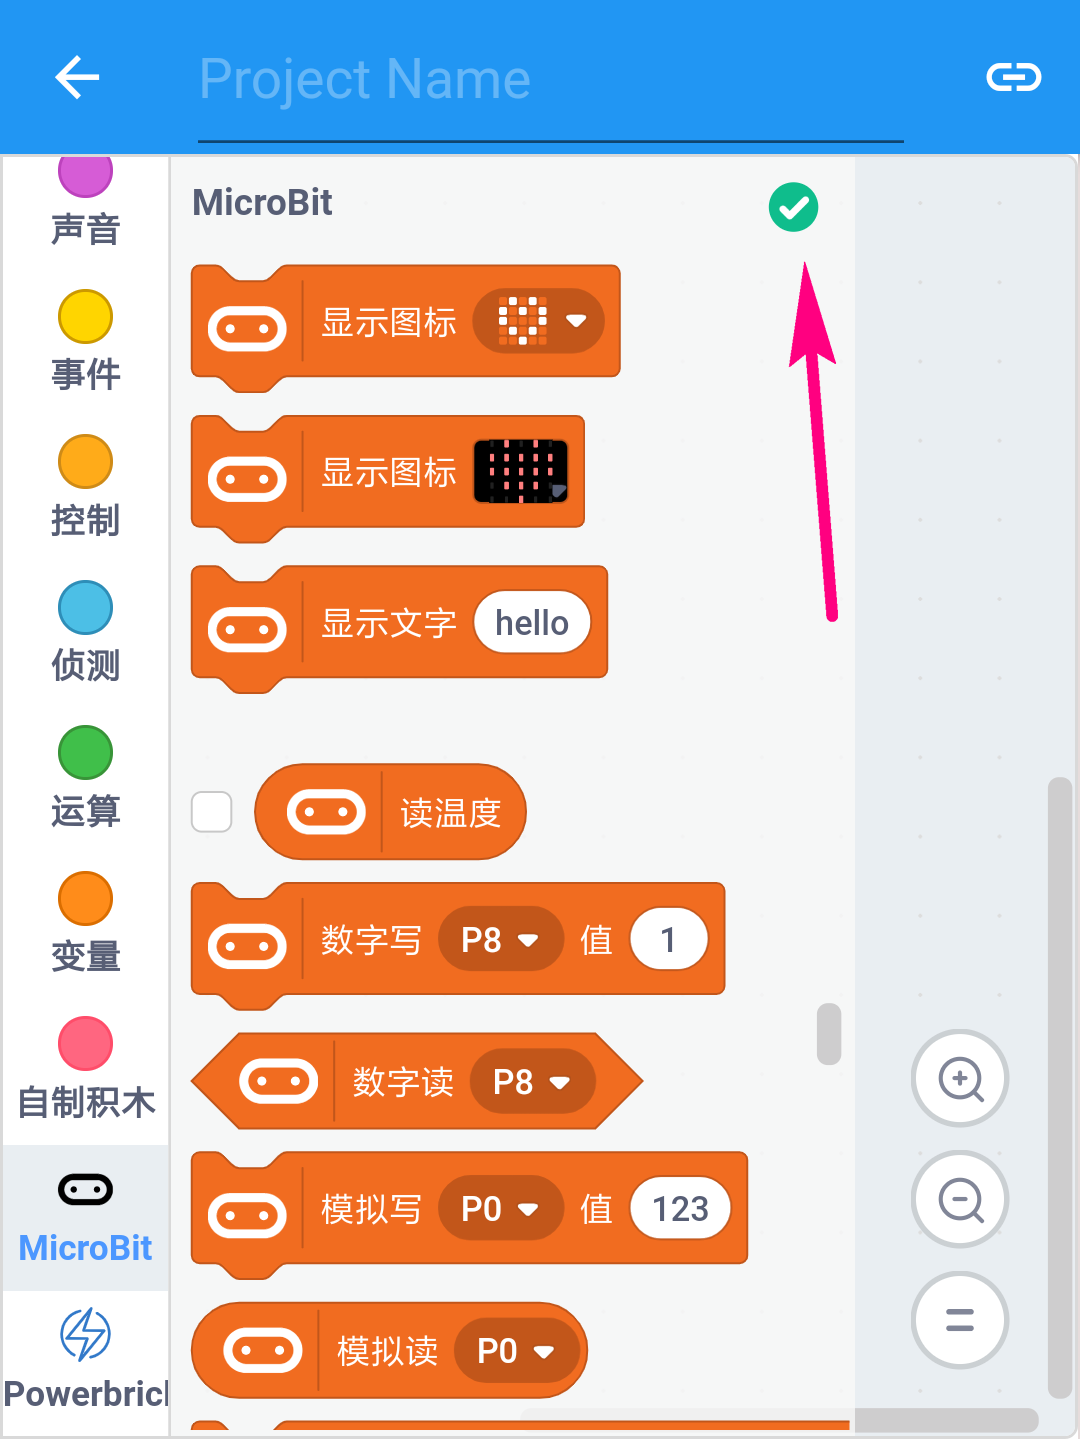 Project Name
声音
事件
控制
侦测
运算
变量
自制积木
MicroBit
Powerbric
MicroBit
显示图标
显示图标
显示文字 hello
读温度
数字写 P8 值 1
数字读 P8
模拟写 P0 值 123
模拟读 P0